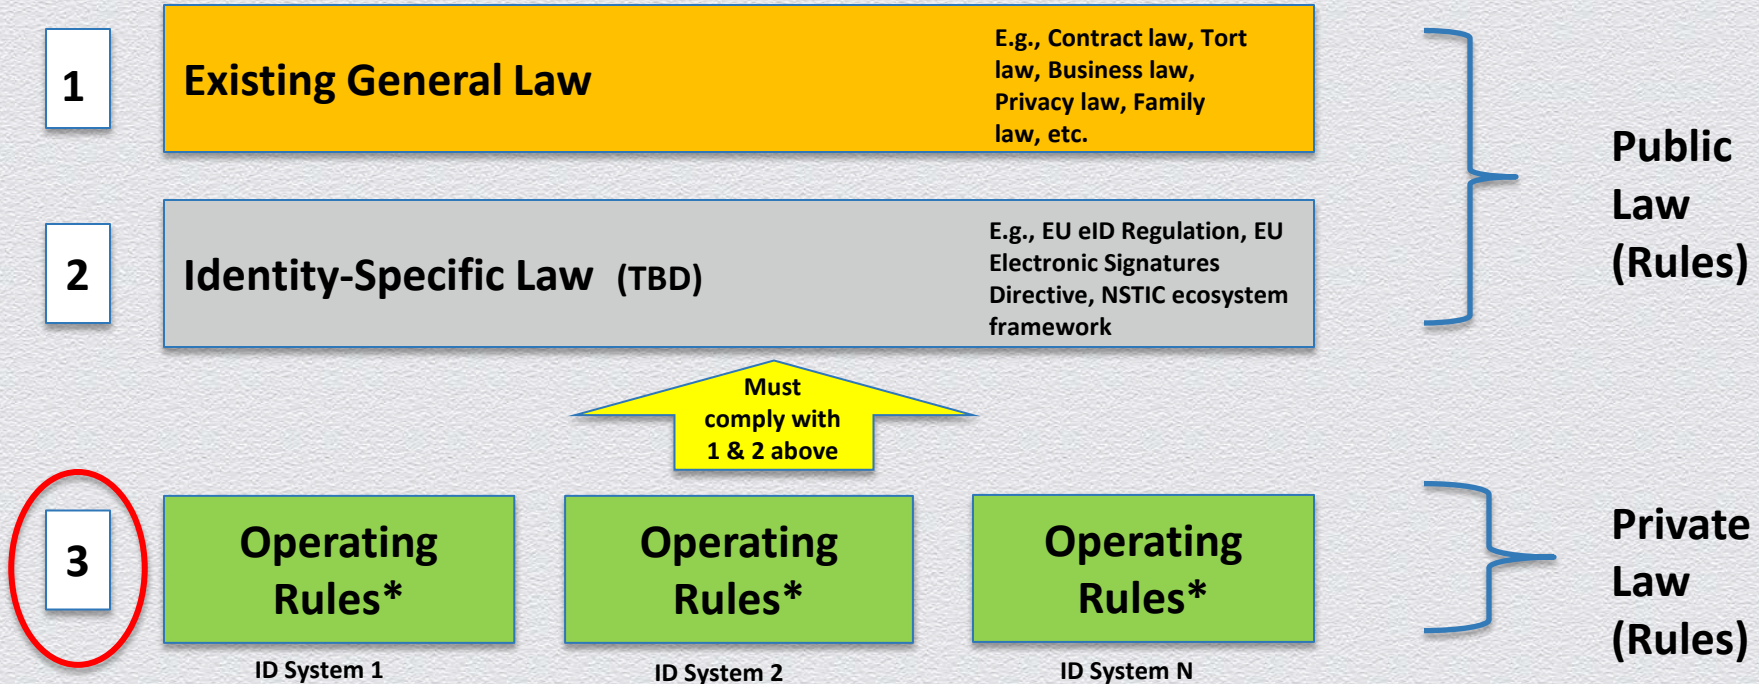 1
Existing General Law
E.g., Contract law, Tort
law, Business law,
Privacy law, Family
law, etc.
2
Identity-Specific Law (TBD)
E.g., EU eID Regulation, EU
Electronic Signatures
Directive, NSTIC ecosystem
framework
Public
Law
(Rules)
Must
comply with
1 & 2 above
3
Operating
Rules*
ID System 1
Operating
Rules*
ID System 2
Operating
Rules*
ID System N
Private
Law
(Rules)